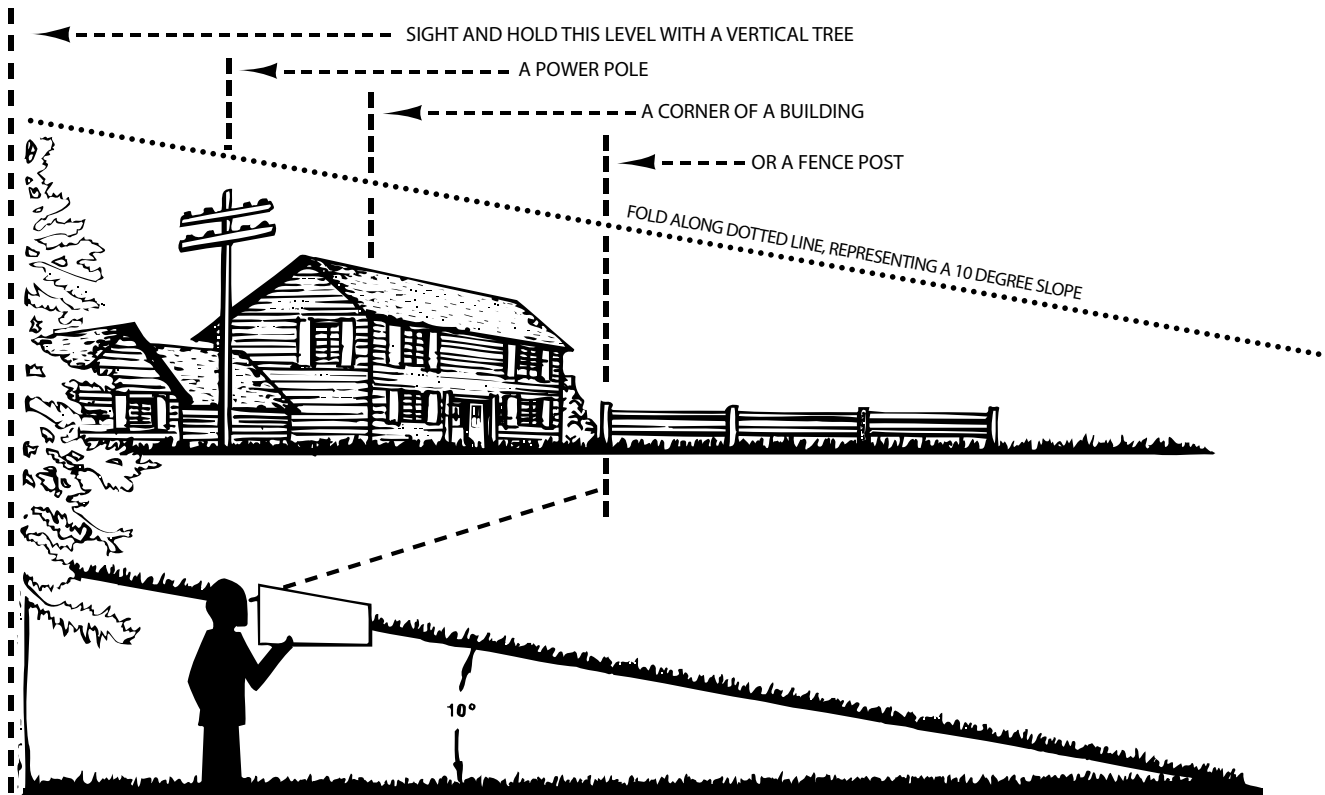 SIGHT AND HOLD THIS LEVEL WITH A VERTICAL TREE
A POWER POLE
A CORNER OF A BUILDING
OR A FENCE POST
FOLD ALONG DOTTED LINE, REPRESENTING A 10 DEGREE SLOPE
10°